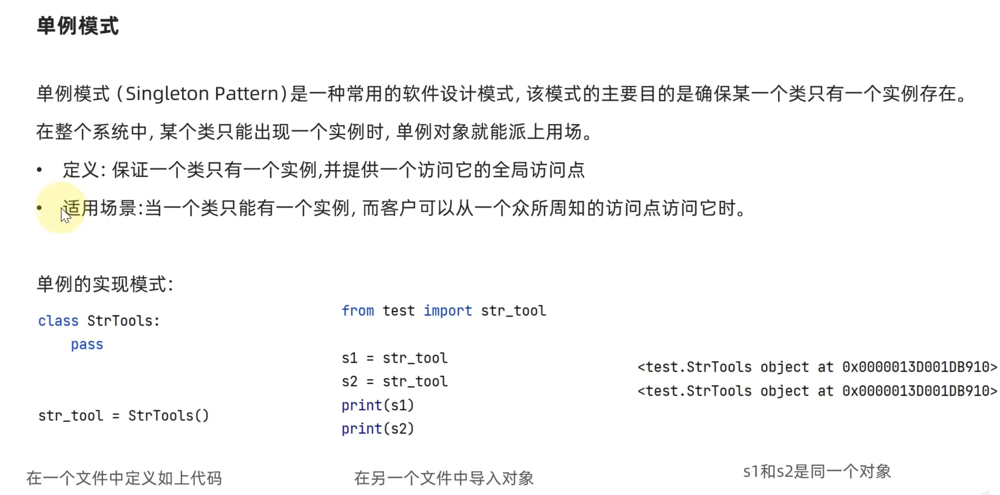 单例模式
单例模式（Singleton Pattern）是一种常用的软件设计模式, 该模式的主要目的是确保某一个类只有一个实例存在。
在整个系统中, 某个类只能出现一个实例时, 单例对象就能派上用场。
• 定义: 保证一个类只有一个实例,并提供一个访问它的全局访问点
• 适用场景:当一个类只能有一个实例, 而客户可以从一个众所周知的访问点访问它时。
单例的实现模式:
class StrTools:
    pass
str_tool = StrTools()
在一个文件中定义如上代码
from test import str_tool
s1 = str_tool
s2 = str_tool
print(s1)
print(s2)
在另一个文件中导入对象
<test.StrTools object at 0x0000013D001DB910>
<test.StrTools object at 0x0000013D001DB910>
s1和s2是同一个对象